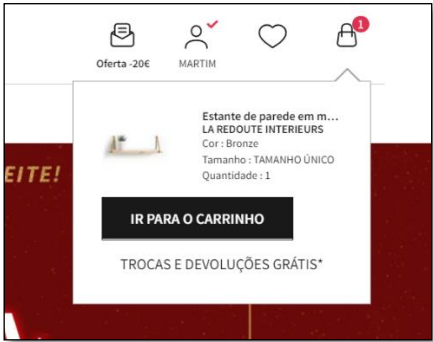 1
Oferta -20€
MARTIM
Estante de parede em m...
LA REDOUTE INTERIEURS
Cor : Bronze
Tamanho : TAMANHO ÚNICO
Quantidade : 1
EITE!
IR PARA O CARRINHO
TROCAS E DEVOLUÇÕES GRÁTIS*